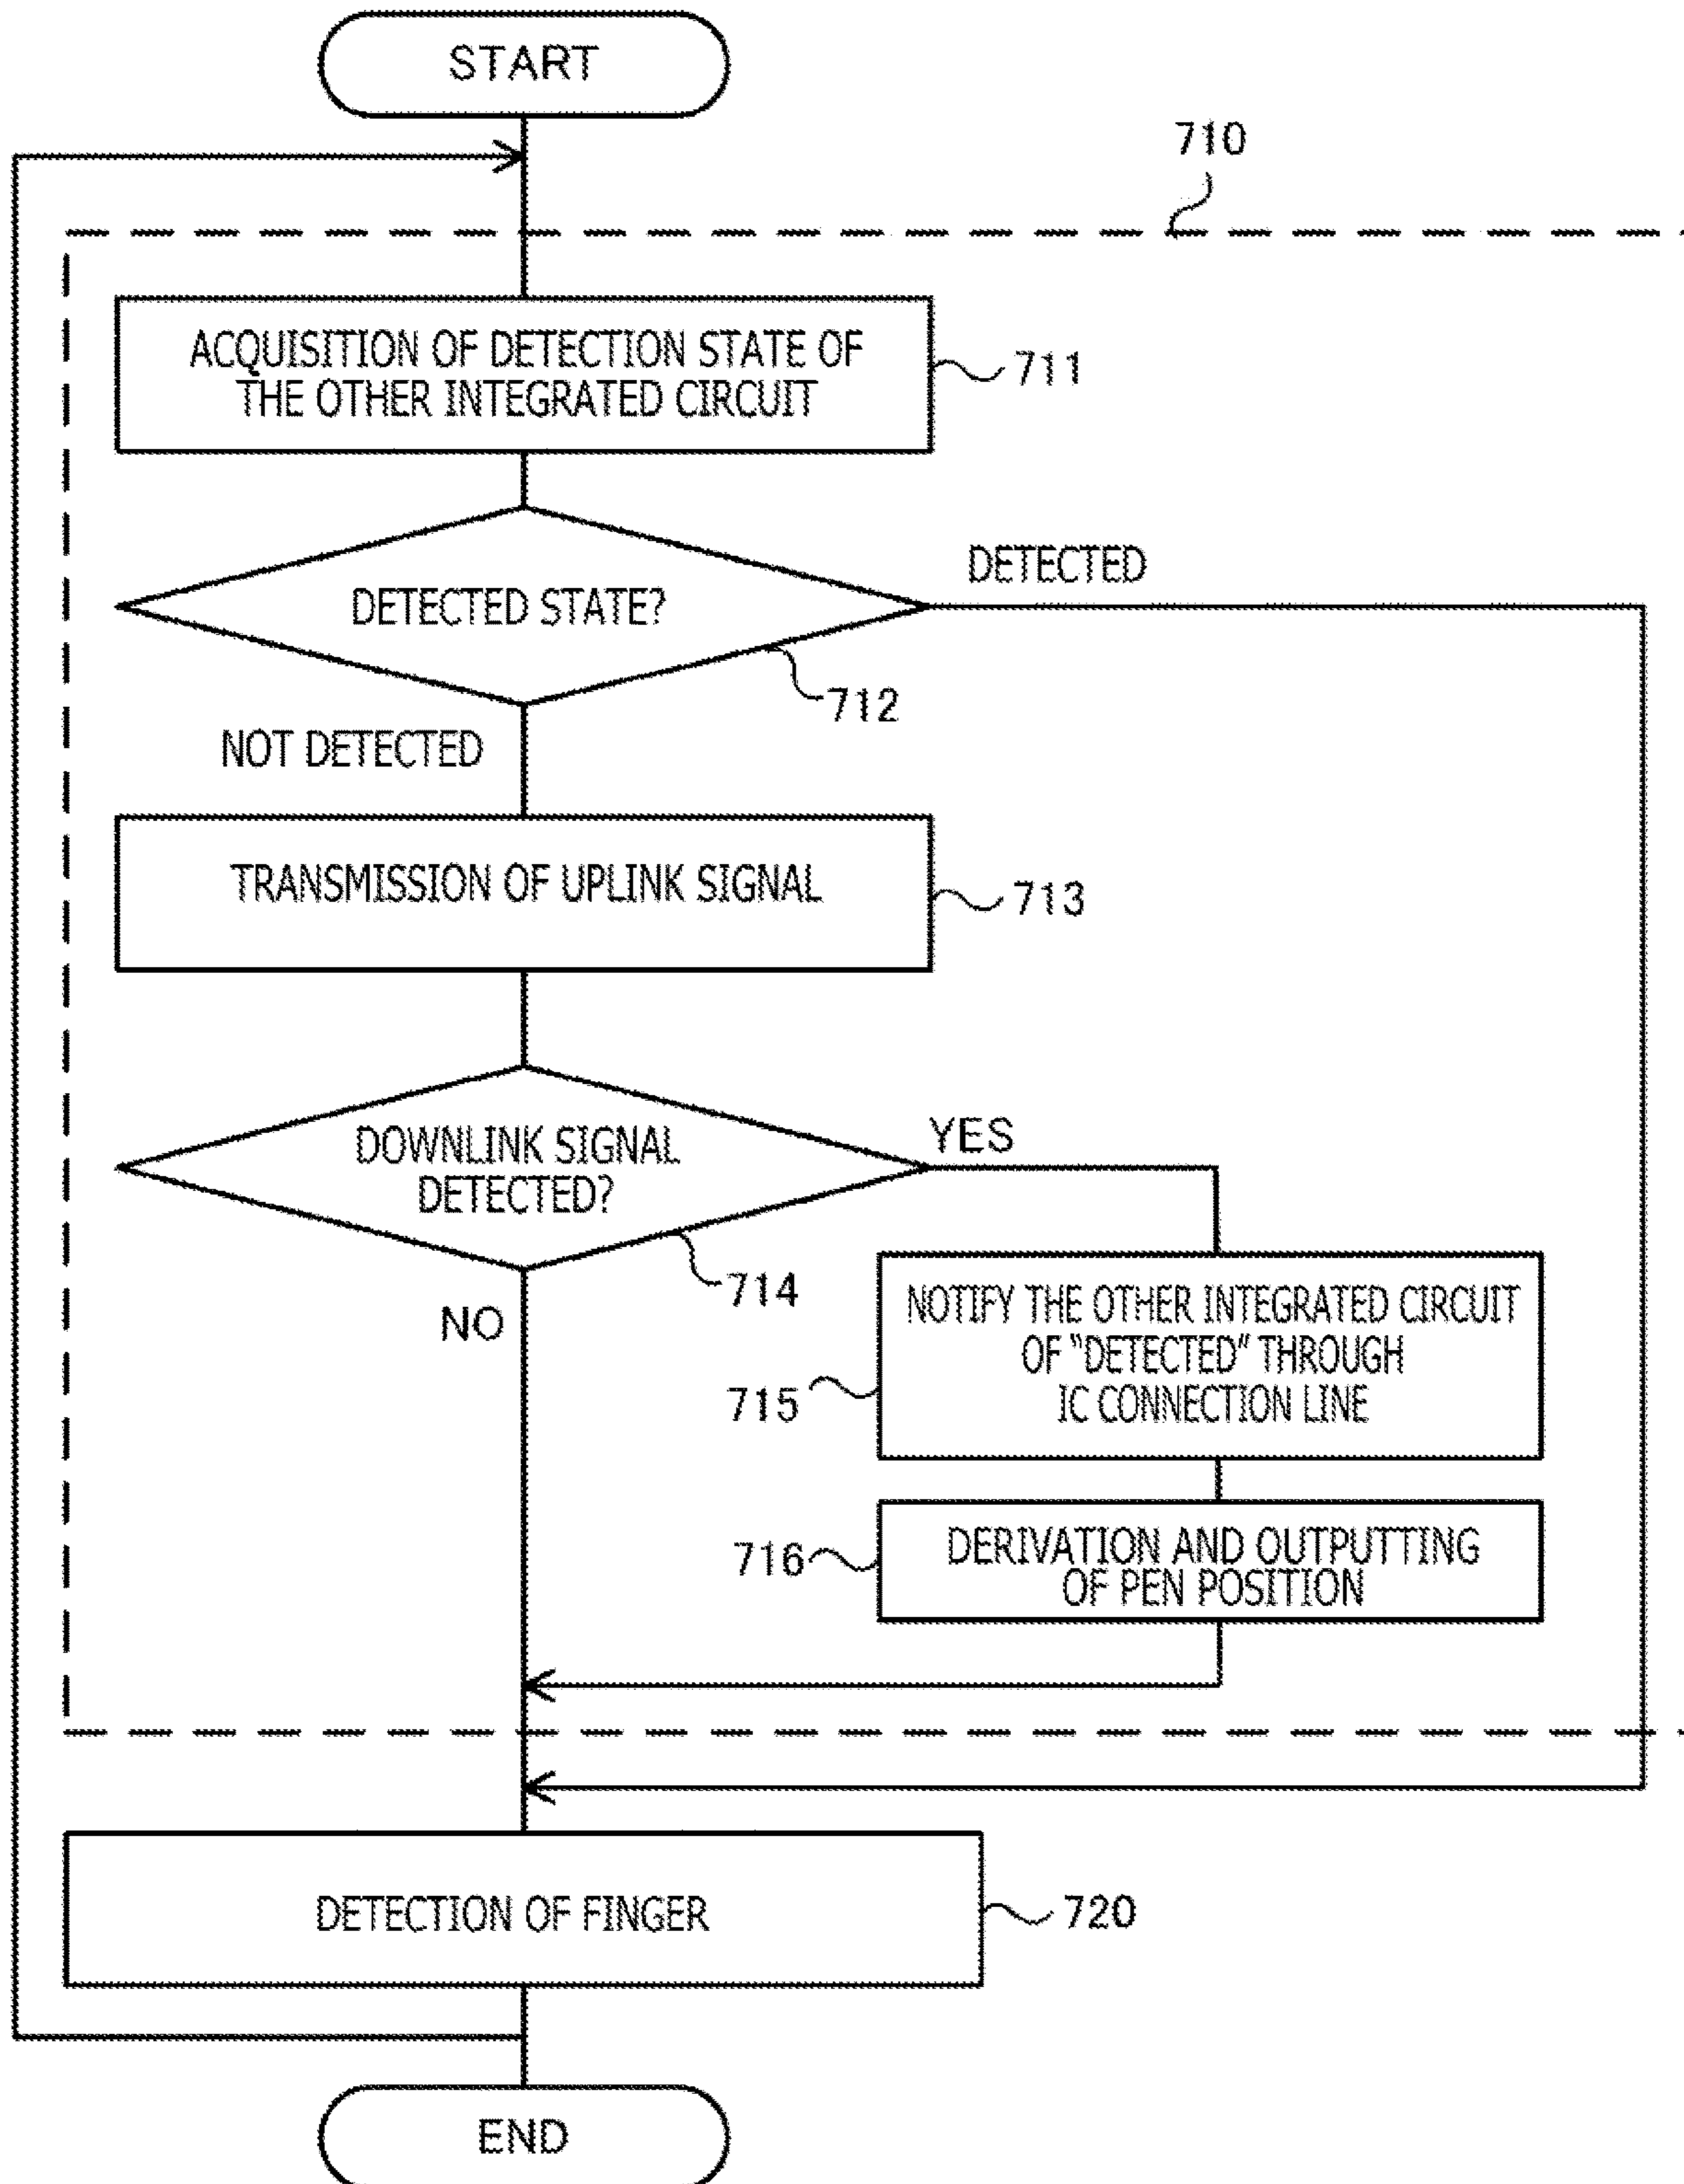 START
710
ACQUISITION OF DETECTION STATE OF
THE OTHER INTEGRATED CIRCUIT
711
DETECTED STATE?
DETECTED
712
NOT DETECTED
TRANSMISSION OF UPLINK SIGNAL
713
DOWNLINK SIGNAL
DETECTED?
YES
714
NO
NOTIFY THE OTHER INTEGRATED CIRCUIT
OF "DETECTED" THROUGH
IC CONNECTION LINE
715
DERIVATION AND OUTPUTTING
OF PEN POSITION
716
DETECTION OF FINGER
720
END